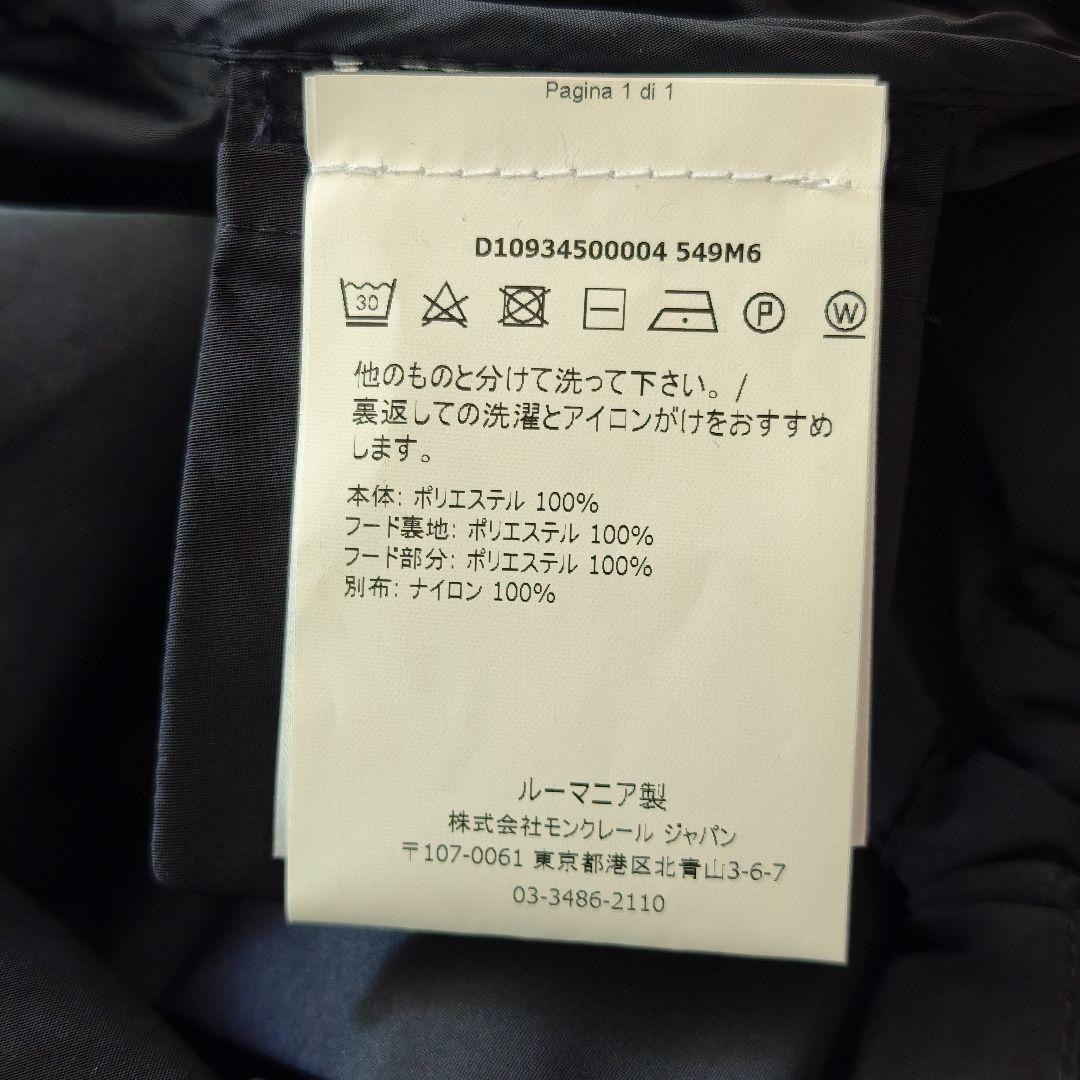 Pagina 1 di 1
D10934500004 549M6
30 P W
他のものと分けて洗って下さい。/
裏返しての洗濯とアイロンがけをおすすめ
します。
本体: ポリエステル 100%
フード裏地: ポリエステル 100%
フード部分: ポリエステル 100%
別布: ナイロン 100%
ルーマニア製
株式会社モンクレール ジャパン
〒107-0061 東京都港区北青山3-6-7
03-3486-2110